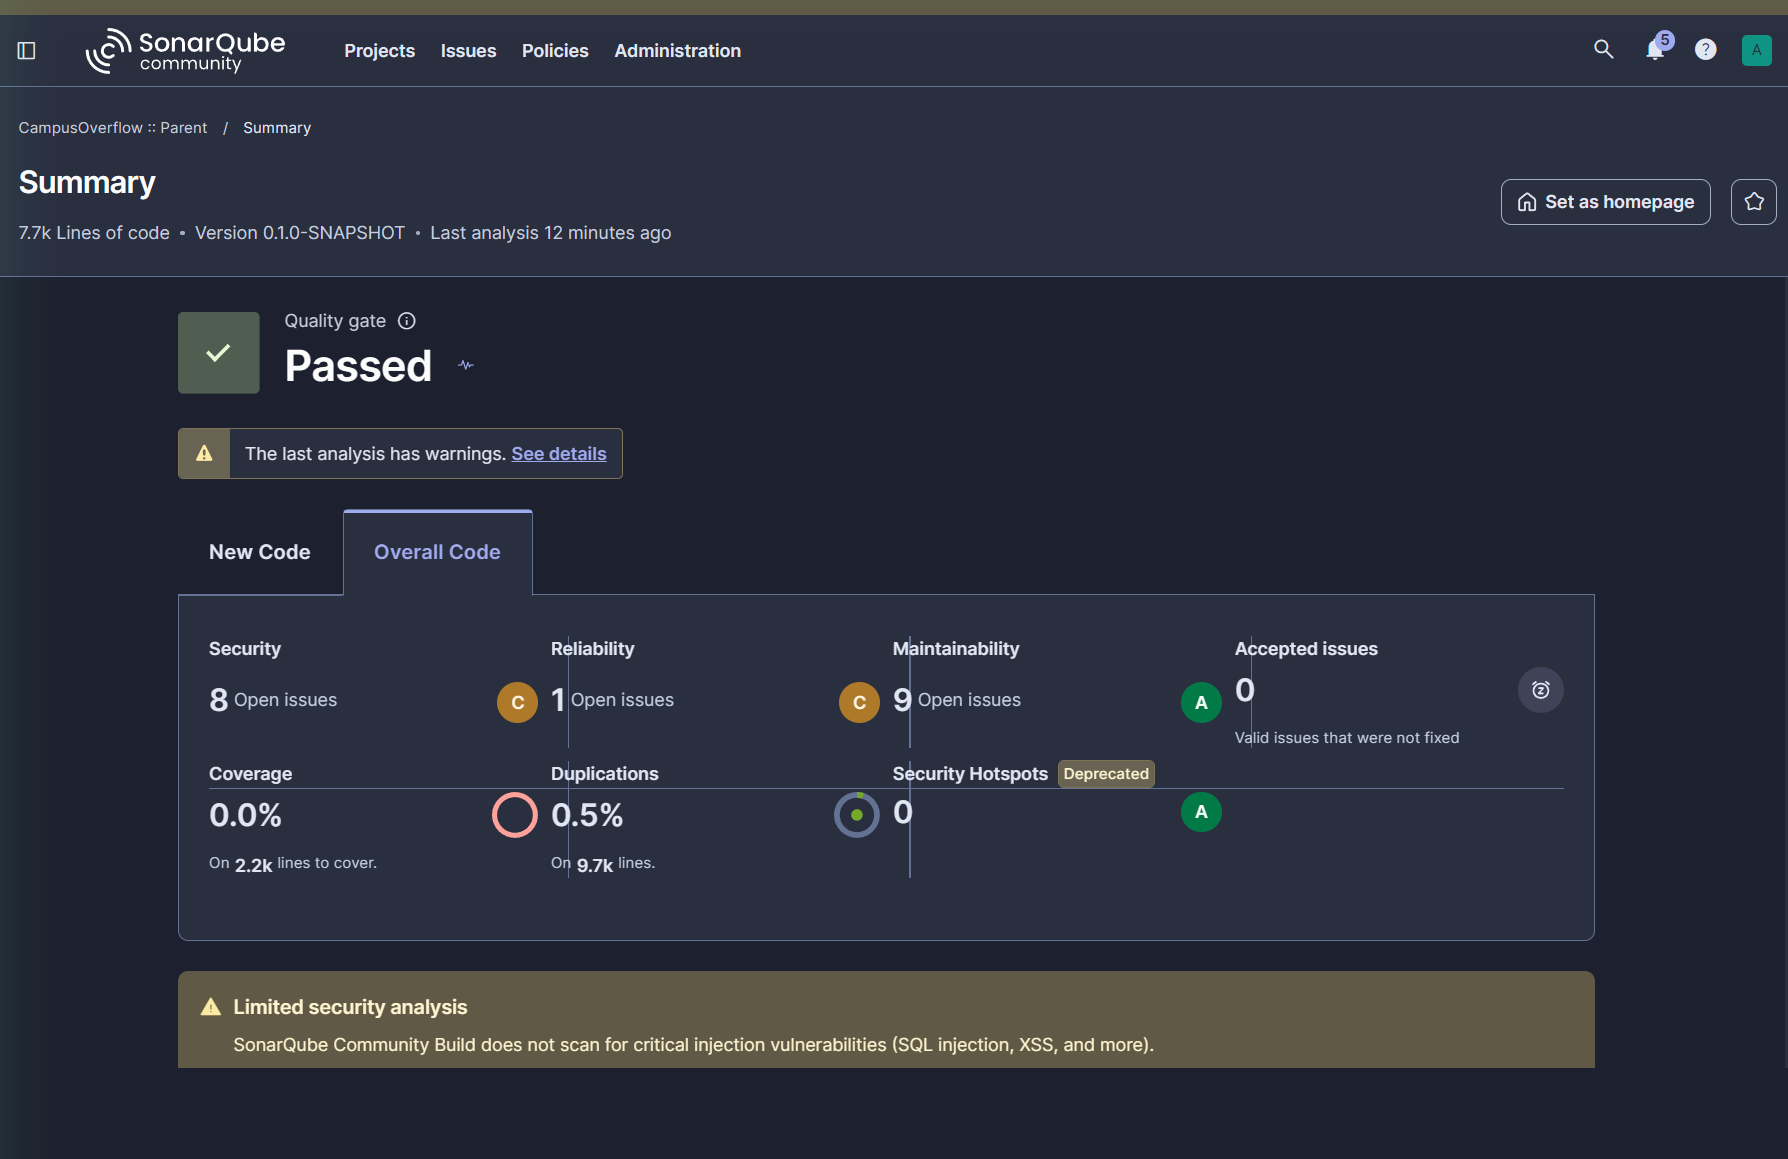 SonarQube
community
Projects Issues Policies Administration
5
?
A
CampusOverflow :: Parent / Summary
Summary
Set as homepage
7.7k Lines of code • Version 0.1.0-SNAPSHOT • Last analysis 12 minutes ago
Quality gate
Passed
The last analysis has warnings. See details
New Code
Overall Code
Security
8 Open issues
C
Reliability
1 Open issues
C
Maintainability
9 Open issues
A
Accepted issues
0
Valid issues that were not fixed
Coverage
0.0%
On 2.2k lines to cover.
Duplications
0.5%
On 9.7k lines.
Security Hotspots Deprecated
0
A
Limited security analysis
SonarQube Community Build does not scan for critical injection vulnerabilities (SQL injection, XSS, and more).